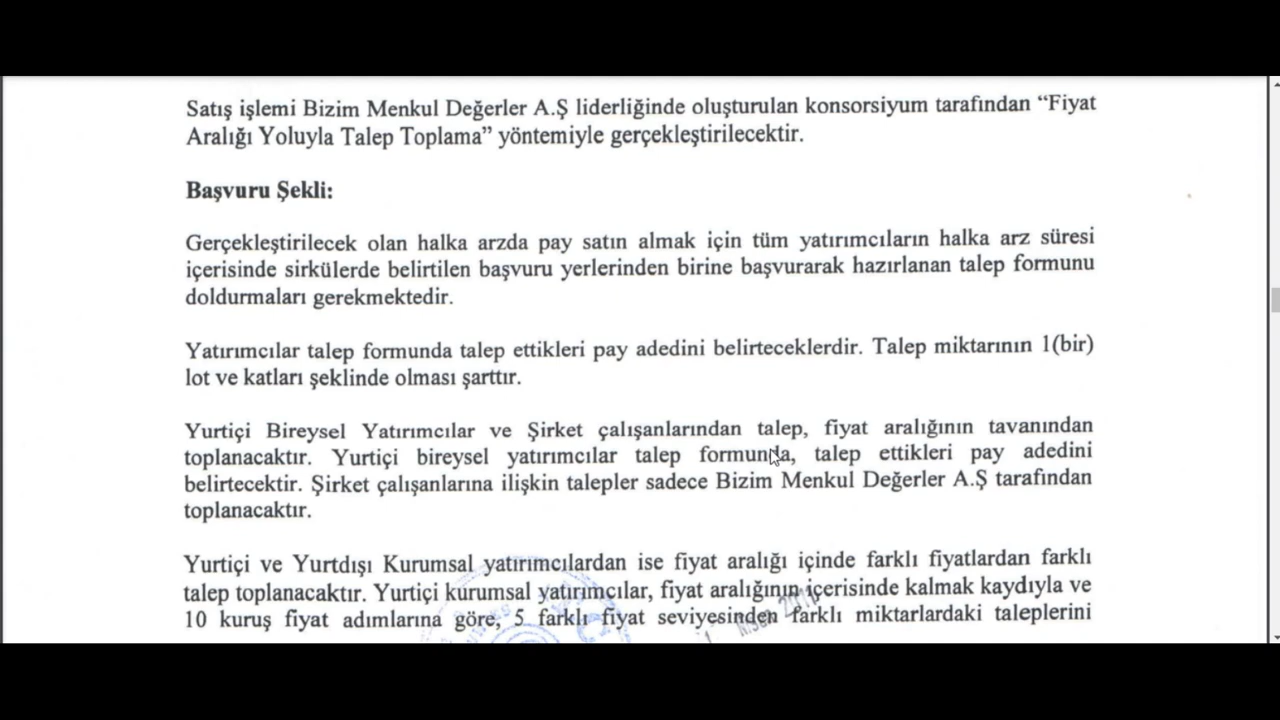 Satış işlemi Bizim Menkul Değerler A.Ş liderliğinde oluşturulan konsorsiyum tarafından “Fiyat
Aralığı Yoluyla Talep Toplama” yöntemiyle gerçekleştirilecektir.
Başvuru Şekli:
Gerçekleştirilecek olan halka arzda pay satın almak için tüm yatırımcıların halka arz süresi
içerisinde sirkülerde belirtilen başvuru yerlerinden birine başvurarak hazırlanan talep formunu
doldurmaları gerekmektedir.
Yatırımcılar talep formunda talep ettikleri pay adedini belirteceklerdir. Talep miktarının 1(bir)
lot ve katları şeklinde olması şarttır.
Yurtiçi Bireysel Yatırımcılar ve Şirket çalışanlarından talep, fiyat aralığının tavanından
toplanacaktır. Yurtiçi bireysel yatırımcılar talep formunda, talep ettikleri pay adedini
belirtecektir. Şirket çalışanlarına ilişkin talepler sadece Bizim Menkul Değerler A.Ş tarafından
toplanacaktır.
Yurtiçi ve Yurtdışı Kurumsal yatırımcılardan ise fiyat aralığı içinde farklı fiyatlardan farklı
talep toplanacaktır. Yurtiçi kurumsal yatırımcılar, fiyat aralığının içerisinde kalmak kaydıyla ve
10 kuruş fiyat adımlarına göre, 5 farklı fiyat seviyesinden farklı miktarlardaki taleplerini